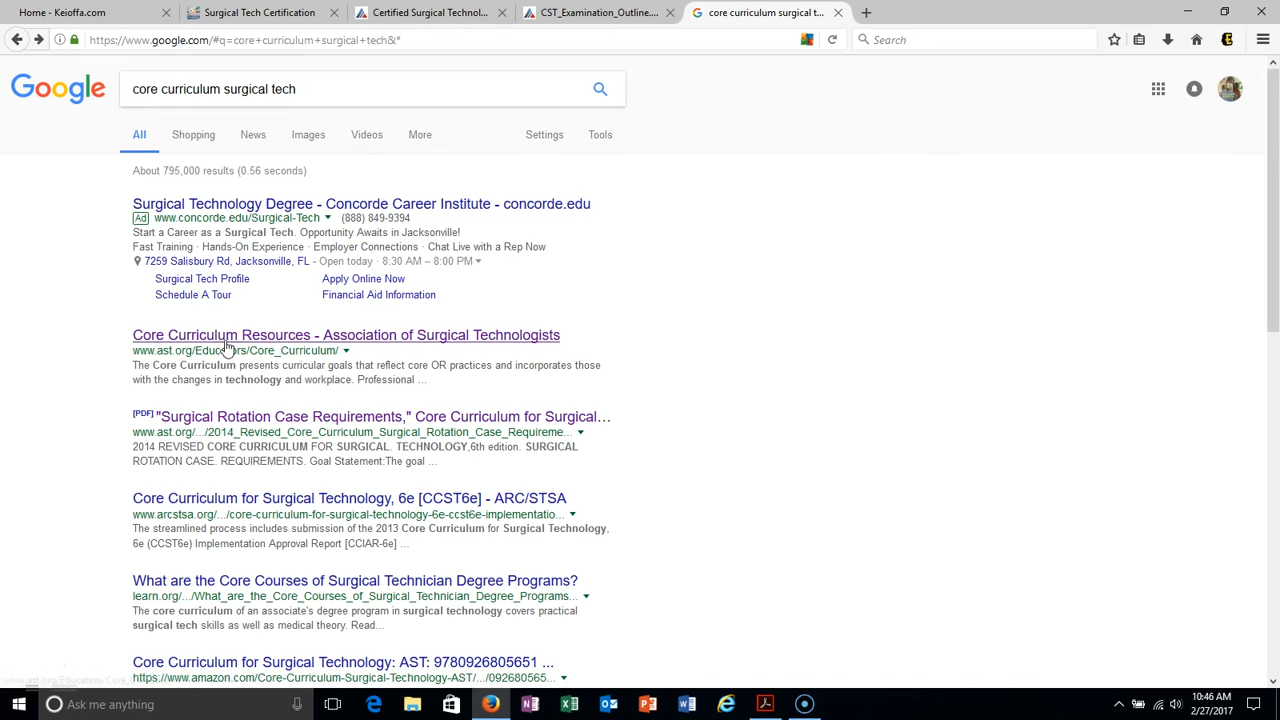 Home - Keioffa.com
Surgical Tech Certification
Certified Surgical Technol...
CST_Examination_Outline...
core curriculum surgical t...
https://www.google.com/#q=core+curriculum+surgical+tech&*
Search
Google
core curriculum surgical tech
All
Shopping
News
Images
Videos
More
Settings
Tools
About 795,000 results (0.56 seconds)
Surgical Technology Degree - Concorde Career Institute - concorde.edu
Ad www.concorde.edu/Surgical-Tech (888) 849-9394
Start a Career as a Surgical Tech. Opportunity Awaits in Jacksonville!
Fast Training · Hands-On Experience · Employer Connections · Chat Live with a Rep Now
7259 Salisbury Rd, Jacksonville, FL - Open today · 8:30 AM – 8:00 PM
Surgical Tech Profile
Apply Online Now
Schedule A Tour
Financial Aid Information
Core Curriculum Resources - Association of Surgical Technologists
www.ast.org/Educators/Core_Curriculum/
The Core Curriculum presents curricular goals that reflect core OR practices and incorporates those
with the changes in technology and workplace. Professional ...
[PDF] "Surgical Rotation Case Requirements," Core Curriculum for Surgical...
www.ast.org/.../2014_Revised_Core_Curriculum_Surgical_Rotation_Case_Requireme...
2014 REVISED CORE CURRICULUM FOR SURGICAL. TECHNOLOGY,6th edition. SURGICAL
ROTATION CASE. REQUIREMENTS. Goal Statement:The goal ...
Core Curriculum for Surgical Technology, 6e [CCST6e] - ARC/STSA
www.arcstsa.org/.../core-curriculum-for-surgical-technology-6e-ccst6e-implementatio...
The streamlined process includes submission of the 2013 Core Curriculum for Surgical Technology,
6e (CCST6e) Implementation Approval Report [CCIAR-6e] ...
What are the Core Courses of Surgical Technician Degree Programs?
learn.org/.../What_are_the_Core_Courses_of_Surgical_Technician_Degree_Programs...
The core curriculum of an associate's degree program in surgical technology covers practical
surgical tech skills as well as medical theory. Read...
Core Curriculum for Surgical Technology: AST: 9780926805651 ...
https://www.amazon.com/Core-Curriculum-Surgical-Technology-AST/.../092680565...
Ask me anything
10:46 AM
2/27/2017